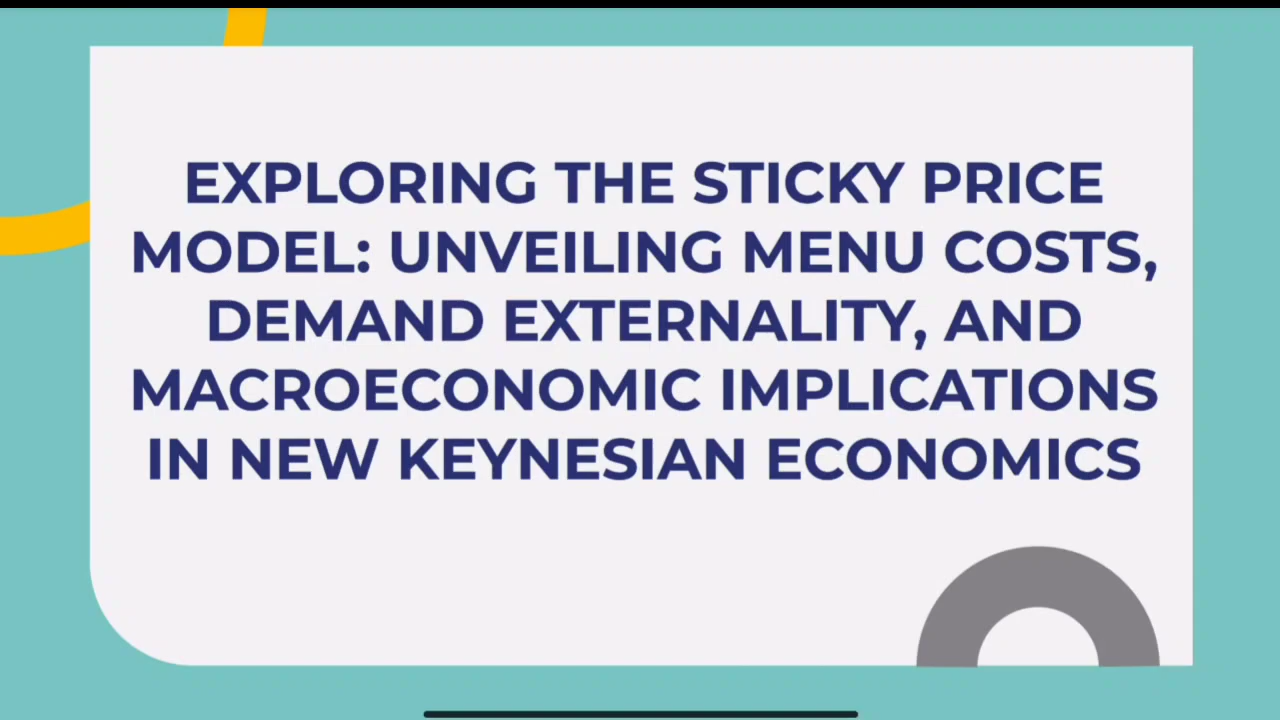 EXPLORING THE STICKY PRICE
MODEL: UNVEILING MENU COSTS,
DEMAND EXTERNALITY, AND
MACROECONOMIC IMPLICATIONS
IN NEW KEYNESIAN ECONOMICS